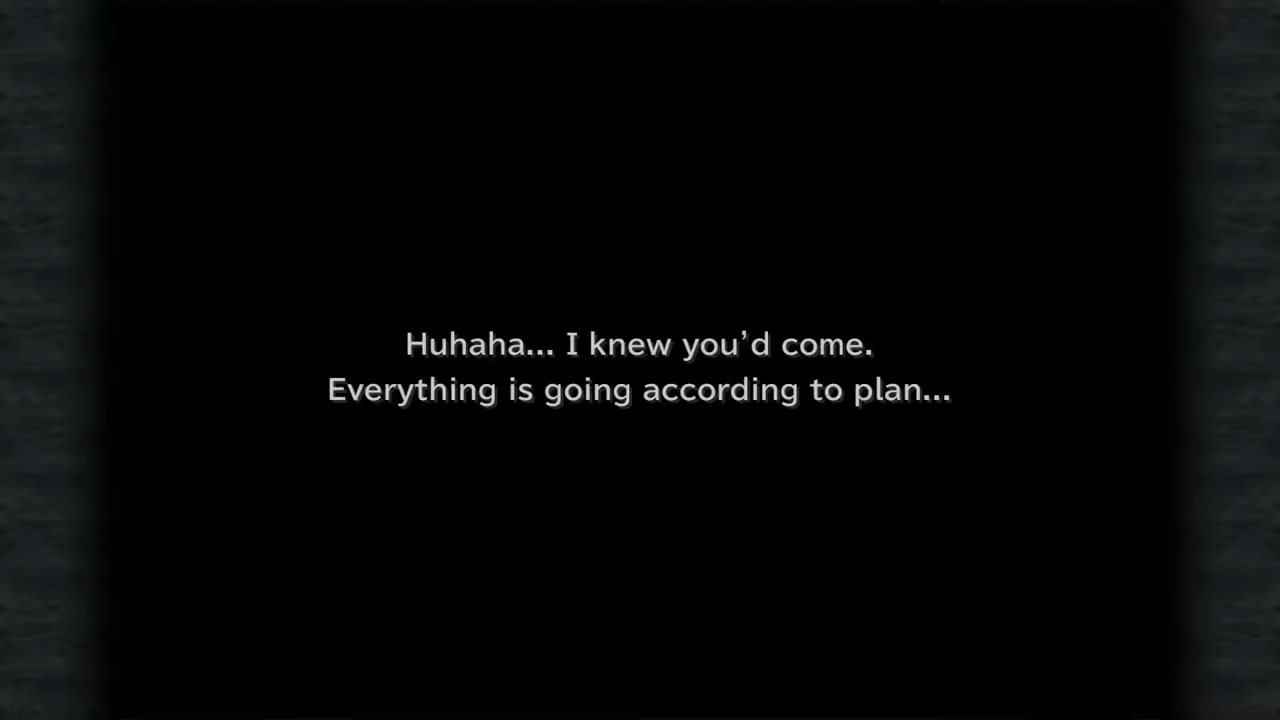 Huhaha... I knew you’d come.
Everything is going according to plan...